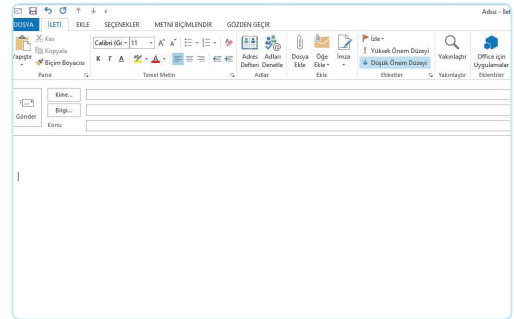 Adsız - İlet
DOSYA İLETİ EKLE SEÇENEKLER METNİ BİÇİMLENDİR GÖZDEN GEÇİR
Yapıştır
Kes
Kopyala
Biçim Boyacısı
Pano
Calibri (Gö 11
K T A
Temel Metin
Adres Defteri
Adları Denetle
Adlar
Dosya Ekle
Öğe Ekle
İmza
Ekle
İzle
Yüksek Önem Düzeyi
Düşük Önem Düzeyi
Etiketler
Yakınlaştır
Yakınlaştır
Office için Uygulamalar
Eklentiler
Gönder
Kime...
Bilgi...
Konu